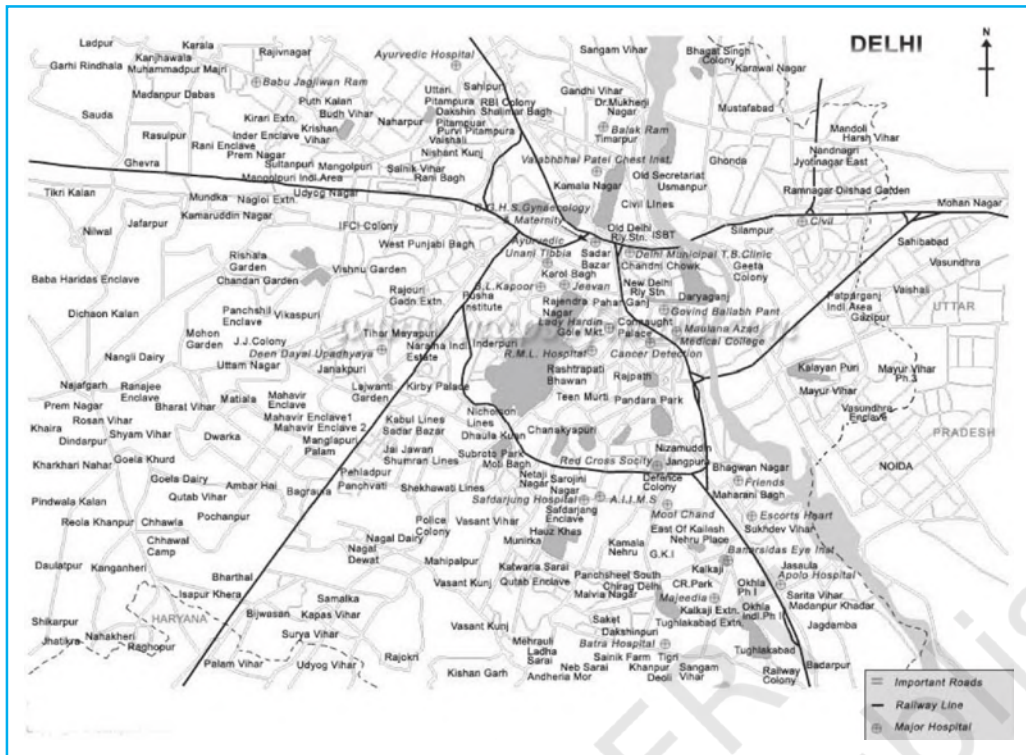 DELHI
N
Ladpur
Karala
Kanjhawala
Rajivnagar
Garhi Rindhala
Muhammadpur Majri
Babu Jagjiwan Ram
Madanpur Dabas
Puth Kalan
Sauda
Kirari Extn.
Budh Vihar
Rasulpur
Inder Enclave
Krishan
Vihar
Rani Enclave
Prem Nagar
Ghevra
Sultanpuri
Mangolpuri
Mangolpuri Indl.Area
Ayurvedic Hospital
Uttari
Pitampura
Sahipur
RBI Colony
Dakshin
Pitampuar
Shalimar Bagh
Naharpur
Purvi Pitampura
Vaishali
Nishant Kunj
Sainik Vihar
Rani Bagh
Sangam Vihar
Gandhi Vihar
Dr.Mukherji
Nagar
Balak Ram
Timarpur
Valabhbhai Patel Chest Inst.
Kamala Nagar
Old Secretariat
Usmanpur
Civil Lines
Bhagat Singh
Colony
Karawal Nagar
Mustafabad
Ghonda
Mandoli
Harsh Vihar
Nandnagri
Jyotinagar East
Ramnagar
Dilshad Garden
Mohan Nagar
Civil
Silampur
Sahibabad
Vasundhra
Vaishali
Tikri Kalan
Mundka
Nagloi Extn.
Udyog Nagar
Kamaruddin Nagar
Jafarpur
Nilwal
IFCI-Colony
West Punjabi Bagh
Rishala
Garden
Chandan Garden
Vishnu Garden
Baba Haridas Enclave
Dichaon Kalan
Panchshil
Enclave
Vikaspuri
Rajouri
Gadn Extn.
Pusha
Institute
Mohon
Garden
J.J.Colony
Tihar
Mayapuri
Naraina Indl
Estate
Nangli Dairy
Deen Dayal Upadhyaya
Uttam Nagar
Janakpuri
C.G.H.S.Gynaecology
& Maternity
Ayurvedic
Unani Tibbia
Old Delhi
Rly Stn.
ISBT
Sadar
Bazar
Delhi Municipal T.B.Clinic
Chandni Chowk
Karol Bagh
B.L.Kapoor
Jeevan
New Delhi
Rly Stn
Geeta
Colony
Rajendra
Nagar
Pahar Ganj
Daryaganj
Govind Ballabh Pant
Lady Hardin
Connaught
Palace
Gole Mkt.
Maulana Azad
Medical College
Inderpuri
R.M.L. Hospital
Cancer Detection
Rashtrapati
Bhawan
Rajpath
Teen Murti
Pandara Park
Patparganj
Indl Area
Gazipur
UTTAR
Kalayan Puri
Mayur Vihar
Ph.3
Mayur Vihar
Vasundhra
Enclave
PRADESH
NOIDA
Najafgarh
Ranajee
Enclave
Prem Nagar
Bharat Vihar
Matiala
Mahavir
Enclave
Lajwanti
Garden
Kirby Palace
Rosan Vihar
Khaira
Shyam Vihar
Dindarpur
Mahavir Enclave1
Mahavir Enclave 2
Dwarka
Manglapuri
Palam
Kabul Lines
Sadar Bazar
Jai Jawan
Shumran Lines
Nicholson
Lines
Dhaula Kuan
Chanakyapuri
Subroto Park
Moti Bagh
Kharkhari Nahar
Goela Khurd
Goela Dairy
Ambar Hai
Pehladpur
Panchvati
Shekhawati Lines
Pindwala Kalan
Qutab Vihar
Bagraula
Reola Khanpur
Chhawla
Pochanpur
Police
Colony
Chhawal
Camp
Nagal Dairy
Nagal
Dewat
Mahipalpur
Daulatpur
Kanganheri
Bharthal
Nizamuddin
Red Cross Socity
Jangpura
Bhagwan Nagar
Netaji
Nagar
Sarojini
Nagar
Defence
Colony
Friends
Maharani Bagh
Safdarjung Hospital
A.I.I.M.S
Safdarjang
Enclave
Mool Chand
Escorts Heart
Sukhdev Vihar
Vasant Vihar
Hauz Khas
Munirka
East Of Kailesh
Nehru Place
Kamala
Nehru
G.K.I
Banarsidas Eye Inst
Kalkaji
Jasaula
Apolo Hospital
Katwaria Sarai
Qutab Enclave
Vasant Kunj
Panchsheel South
Chirag Delhi
Malvia Nagar
CR.Park
Majeedia
Okhla
Ph I
Sarita Vihar
Madanpur Khadar
Kalkaji Extn.
Okhla
Indl.Ph II
Tughlakabad Extn.
Jagdamba
Isapur Khera
Samalka
HARYANA
Bijwasan
Kapas Vihar
Shikarpur
Jhatikra
Nahakheri
Raghopur
Surya Vihar
Palam Vihar
Udyog Vihar
Rajokri
Vasant Kunj
Kishan Garh
Saket
Dakshinpuri
Mehrauli
Ladha
Sarai
Batra Hospital
Sainik Farm
Tigri
Neb Sarai
Khanpur
Andheria Mor
Deoli
Sangam
Vihar
Tughlakabad
Railway
Colony
Badarpur
Important Roads
Railway Line
Major Hospital